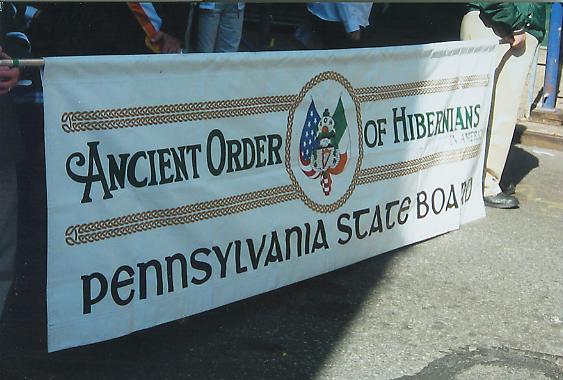 ANCIENT ORDER OF HIBERNIANS
IN AMERICA
PENNSYLVANIA STATE BOARD